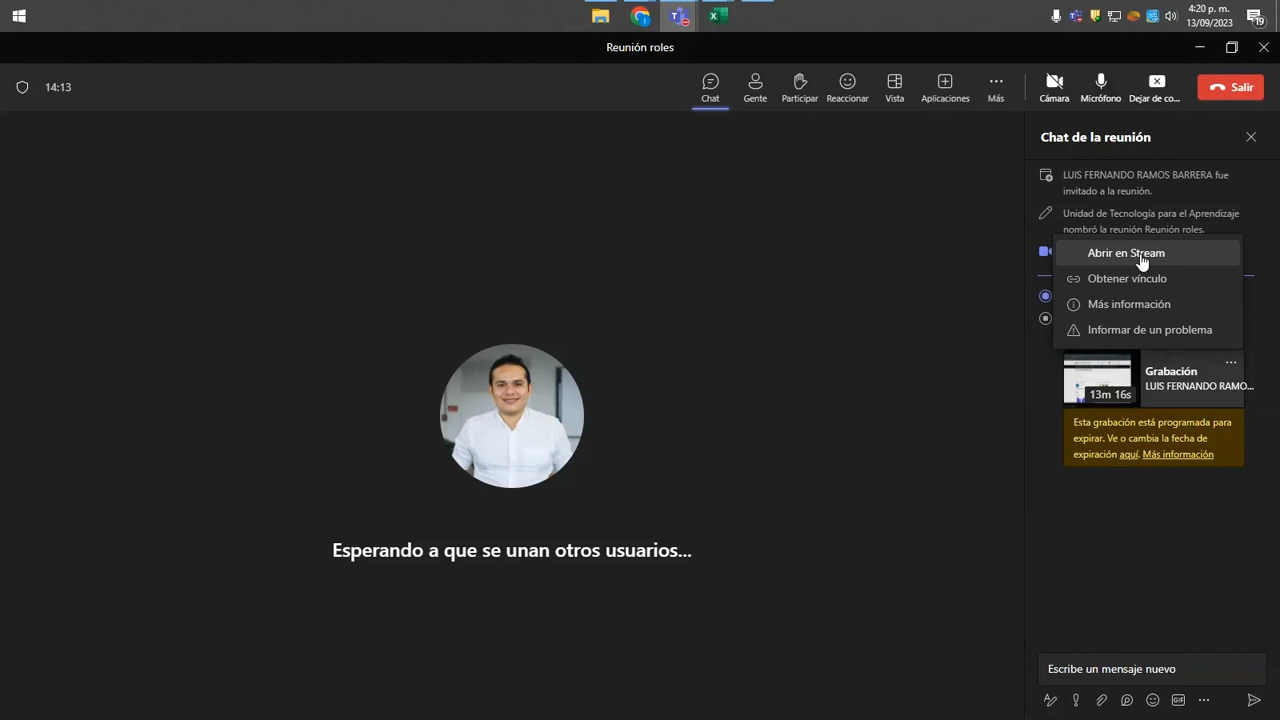 4:20 p. m.
13/09/2023
19
Reunión roles
14:13
Chat
Gente
Participar
Reaccionar
Vista
Aplicaciones
Más
Cámara
Micrófono
Dejar de co...
Salir
Chat de la reunión
LUIS FERNANDO RAMOS BARRERA fue
invitado a la reunión.
Unidad de Tecnología para el Aprendizaje
nombró la reunión Reunión roles.
Abrir en Stream
Obtener vínculo
Más información
Informar de un problema
13m 16s
Grabación
LUIS FERNANDO RAMO...
Esta grabación está programada para
expirar. Ve o cambia la fecha de
expiración aquí. Más información
Esperando a que se unan otros usuarios...
Escribe un mensaje nuevo
GIF